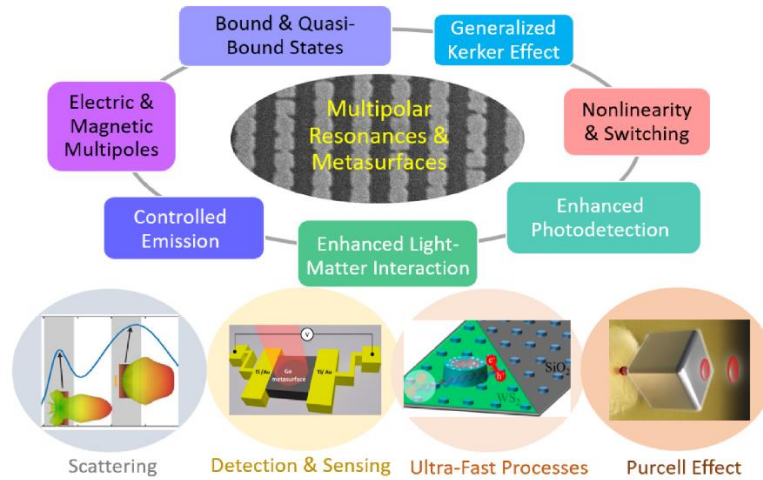 Bound & Quasi-
Bound States
Generalized
Kerker Effect
Electric &
Magnetic
Multipoles
Multipolar
Resonances &
Metasurfaces
Nonlinearity
& Switching
Controlled
Emission
Enhanced Light-
Matter Interaction
Enhanced
Photodetection
V
Ti / Au
Ge
metasurface
Ti/ Au
e
h
SiO₂
WS₂
Scattering
Detection & Sensing
Ultra-Fast Processes
Purcell Effect